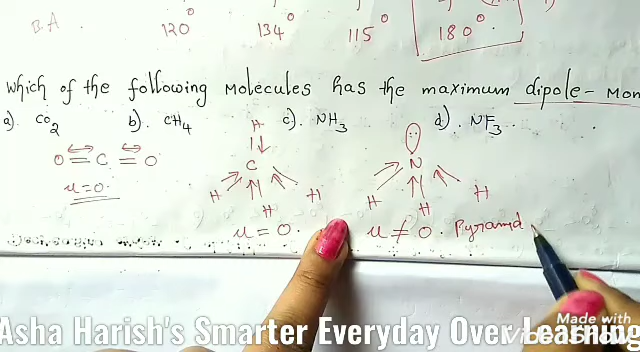 B.A 120° 134° 115° 180°
which of the following Molecules has the maximum dipole-mon
a). CO2 b). CH4 c). NH3 d). NF3.
O=C=O
μ=0.
H
C
H H H
μ=0.
N
H H H
μ≠0. Pyramid
Made with
VideoShow
Asha Harish's Smarter Everyday Over Learning